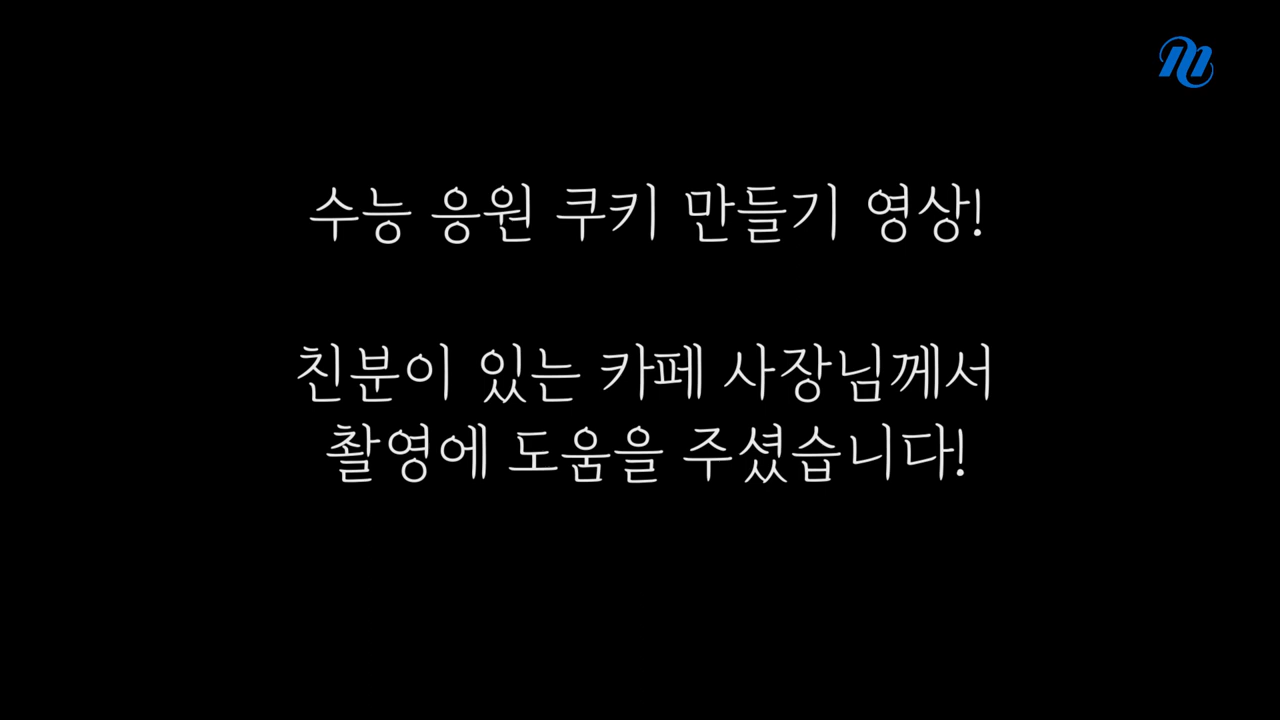 수능 응원 쿠키 만들기 영상!
친분이 있는 카페 사장님께서
촬영에 도움을 주셨습니다!